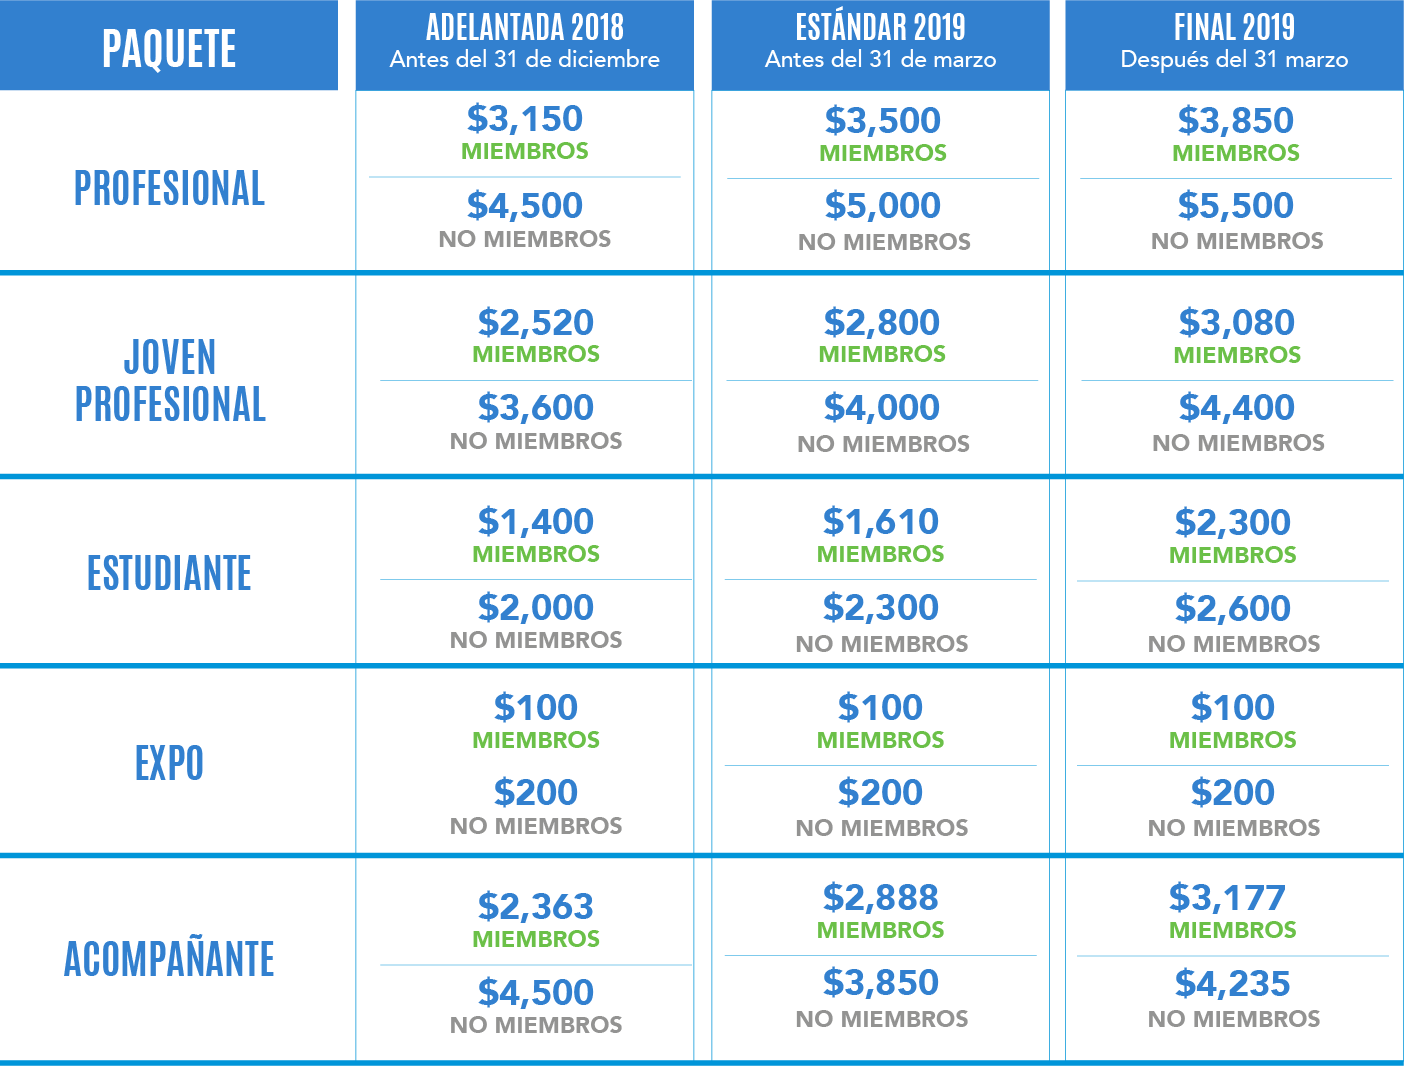 PAQUETE
ADELANTADA 2018
Antes del 31 de diciembre
ESTÁNDAR 2019
Antes del 31 de marzo
FINAL 2019
Después del 31 marzo
PROFESIONAL
$3,150
MIEMBROS
$4,500
NO MIEMBROS
$3,500
MIEMBROS
$5,000
NO MIEMBROS
$3,850
MIEMBROS
$5,500
NO MIEMBROS
JOVEN
PROFESIONAL
$2,520
MIEMBROS
$3,600
NO MIEMBROS
$2,800
MIEMBROS
$4,000
NO MIEMBROS
$3,080
MIEMBROS
$4,400
NO MIEMBROS
ESTUDIANTE
$1,400
MIEMBROS
$2,000
NO MIEMBROS
$1,610
MIEMBROS
$2,300
NO MIEMBROS
$2,300
MIEMBROS
$2,600
NO MIEMBROS
EXPO
$100
MIEMBROS
$200
NO MIEMBROS
$100
MIEMBROS
$200
NO MIEMBROS
$100
MIEMBROS
$200
NO MIEMBROS
ACOMPAÑANTE
$2,363
MIEMBROS
$4,500
NO MIEMBROS
$2,888
MIEMBROS
$3,850
NO MIEMBROS
$3,177
MIEMBROS
$4,235
NO MIEMBROS